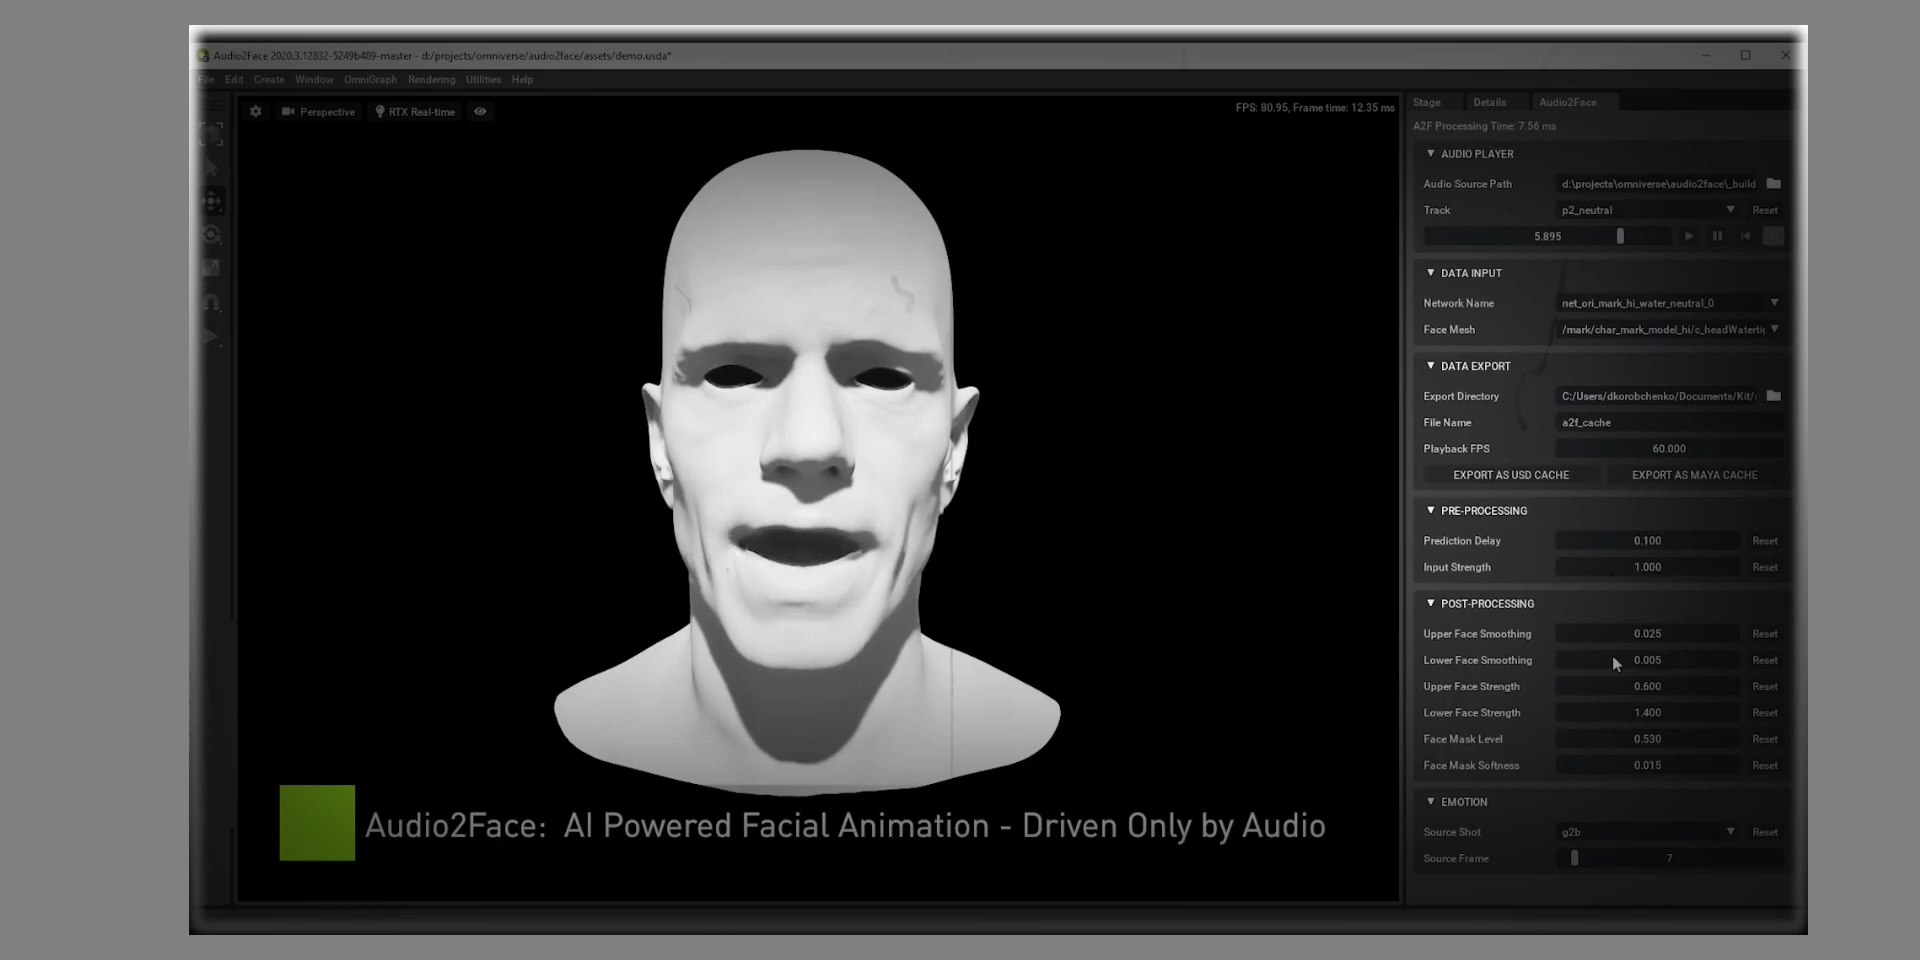 Audio2Face 2020.3.12832-5249b489-master - d:/projects/omniverse/audio2face/assets/demo.usda*
File Edit Create Window OmniGraph Rendering Utilities Help
Perspective RTX Real-time
FPS: 80.95, Frame time: 12.35 ms
Stage Details Audio2Face
A2F Processing Time: 7.56 ms
AUDIO PLAYER
Audio Source Path d:\projects\omniverse\audio2face\_build
Track p2_neutral Reset
5.895
DATA INPUT
Network Name net_ori_mark_hi_water_neutral_0
Face Mesh /mark/char_mark_model_hi/c_headWatertig
DATA EXPORT
Export Directory C:/Users/dkorobchenko/Documents/Kit/
File Name a2f_cache
Playback FPS 60.000
EXPORT AS USD CACHE EXPORT AS MAYA CACHE
PRE-PROCESSING
Prediction Delay 0.100 Reset
Input Strength 1.000 Reset
POST-PROCESSING
Upper Face Smoothing 0.025 Reset
Lower Face Smoothing 0.005 Reset
Upper Face Strength 0.600 Reset
Lower Face Strength 1.400 Reset
Face Mask Level 0.530 Reset
Face Mask Softness 0.015 Reset
EMOTION
Source Shot g2b Reset
Source Frame 7
Audio2Face: AI Powered Facial Animation - Driven Only by Audio